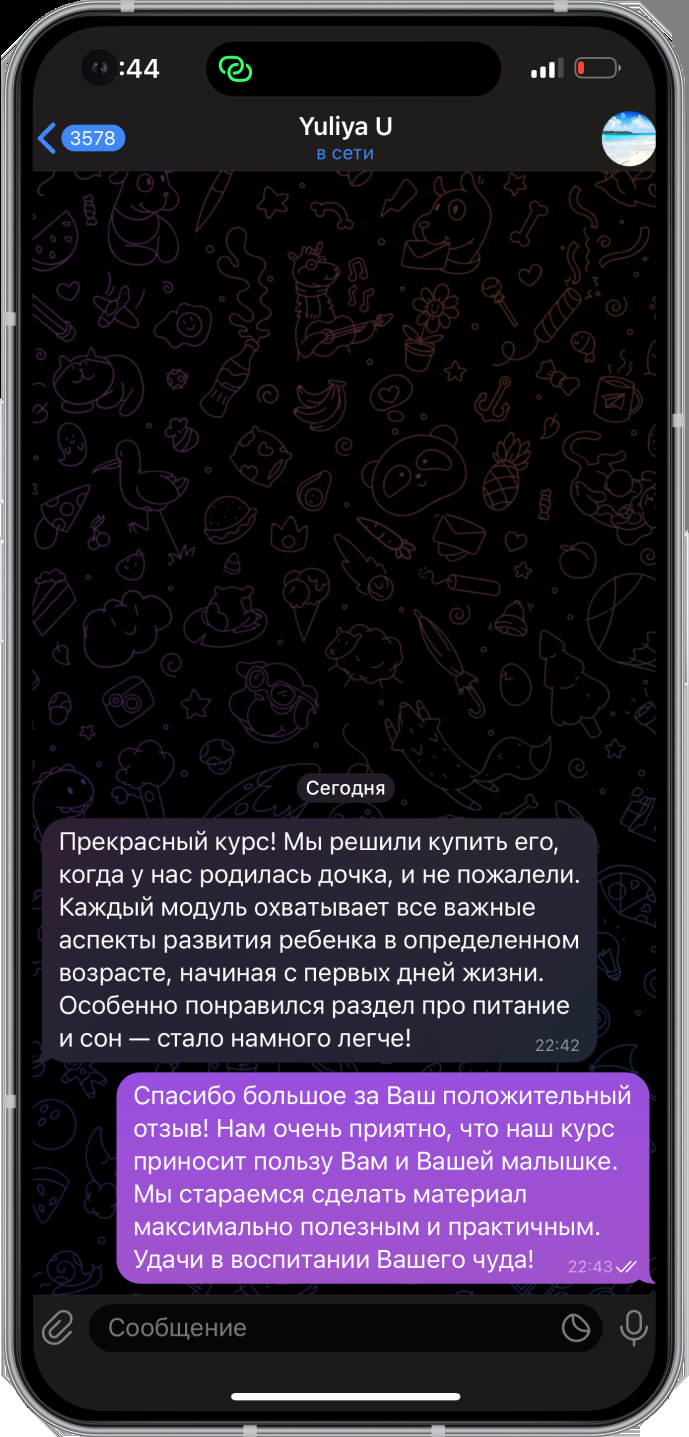 :44
3578
Yuliya U
в сети
Сегодня
Прекрасный курс! Мы решили купить его,
когда у нас родилась дочка, и не пожалели.
Каждый модуль охватывает все важные
аспекты развития ребенка в определенном
возрасте, начиная с первых дней жизни.
Особенно понравился раздел про питание
и сон — стало намного легче!
22:42
Спасибо большое за Ваш положительный
отзыв! Нам очень приятно, что наш курс
приносит пользу Вам и Вашей малышке.
Мы стараемся сделать материал
максимально полезным и практичным.
Удачи в воспитании Вашего чуда!
22:43
Сообщение